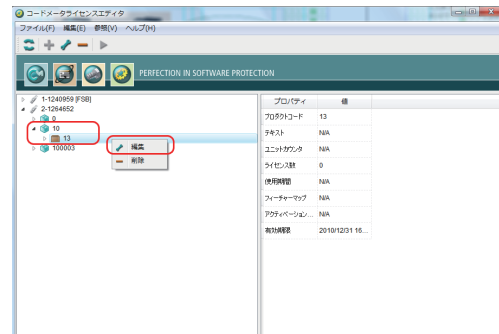 コードメータライセンスエディタ
ファイル(F) 編集(E) 参照(V) ヘルプ(H)
PERFECTION IN SOFTWARE PROTECTION
1-1240959 [FSB]
2-1264652
0
10
13
100003
編集
削除
プロパティ 値
プロダクトコード 13
テキスト N/A
ユニットカウンタ N/A
ライセンス数 0
使用期間 N/A
フィーチャーマップ N/A
アクティベーション... N/A
有効期限 2010/12/31 16...